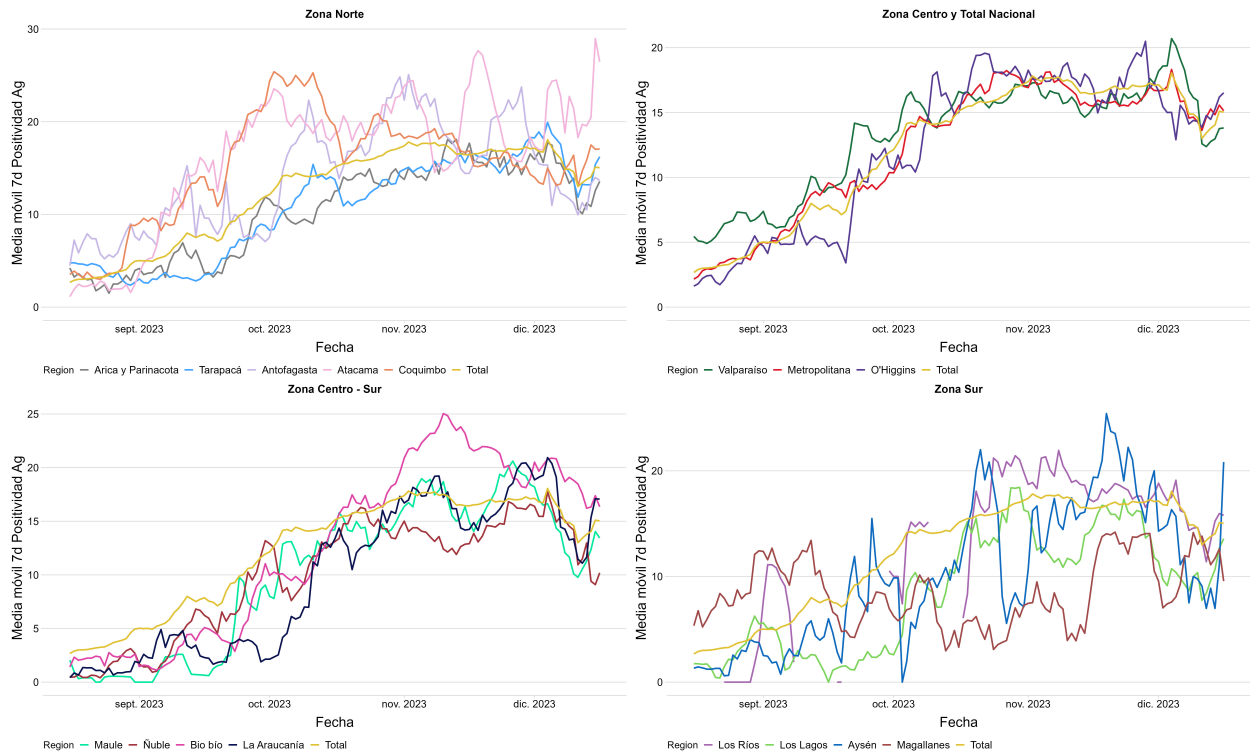 Zona Norte
Media móvil 7d Positividad Ag
30
20
10
0
sept. 2023 oct. 2023 nov. 2023 dic. 2023
Fecha
Region Arica y Parinacota Tarapacá Antofagasta Atacama Coquimbo Total
Zona Centro y Total Nacional
Media móvil 7d Positividad Ag
20
15
10
5
0
sept. 2023 oct. 2023 nov. 2023 dic. 2023
Fecha
Region Valparaíso Metropolitana O'Higgins Total
Zona Centro - Sur
Media móvil 7d Positividad Ag
25
20
15
10
5
0
sept. 2023 oct. 2023 nov. 2023 dic. 2023
Fecha
Region Maule Ñuble Bio bío La Araucanía Total
Zona Sur
Media móvil 7d Positividad Ag
20
10
0
sept. 2023 oct. 2023 nov. 2023 dic. 2023
Fecha
Region Los Ríos Los Lagos Aysén Magallanes Total